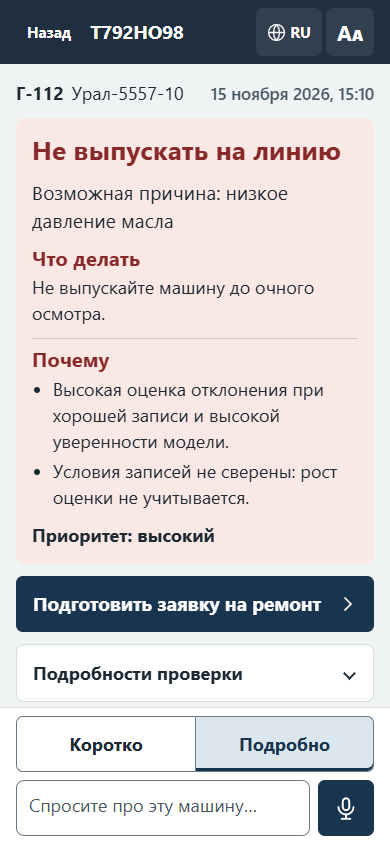 Назад T792HO98 RU Aᴀ
Г-112 Урал-5557-10 15 ноября 2026, 15:10
Не выпускать на линию
Возможная причина: низкое
давление масла
Что делать
Не выпускайте машину до очного
осмотра.
Почему
• Высокая оценка отклонения при
хорошей записи и высокой
уверенности модели.
• Условия записей не сверены: рост
оценки не учитывается.
Приоритет: высокий
Подготовить заявку на ремонт
Подробности проверки
Коротко Подробно
Спросите про эту машину...